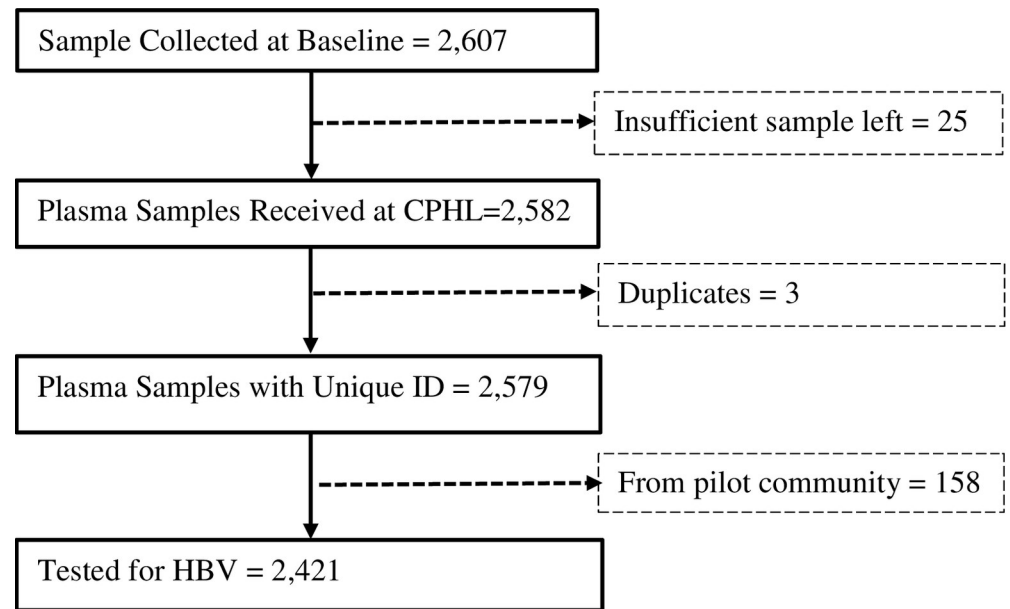 Sample Collected at Baseline = 2,607
Insufficient sample left = 25
Plasma Samples Received at CPHL=2,582
Duplicates = 3
Plasma Samples with Unique ID = 2,579
From pilot community = 158
Tested for HBV = 2,421